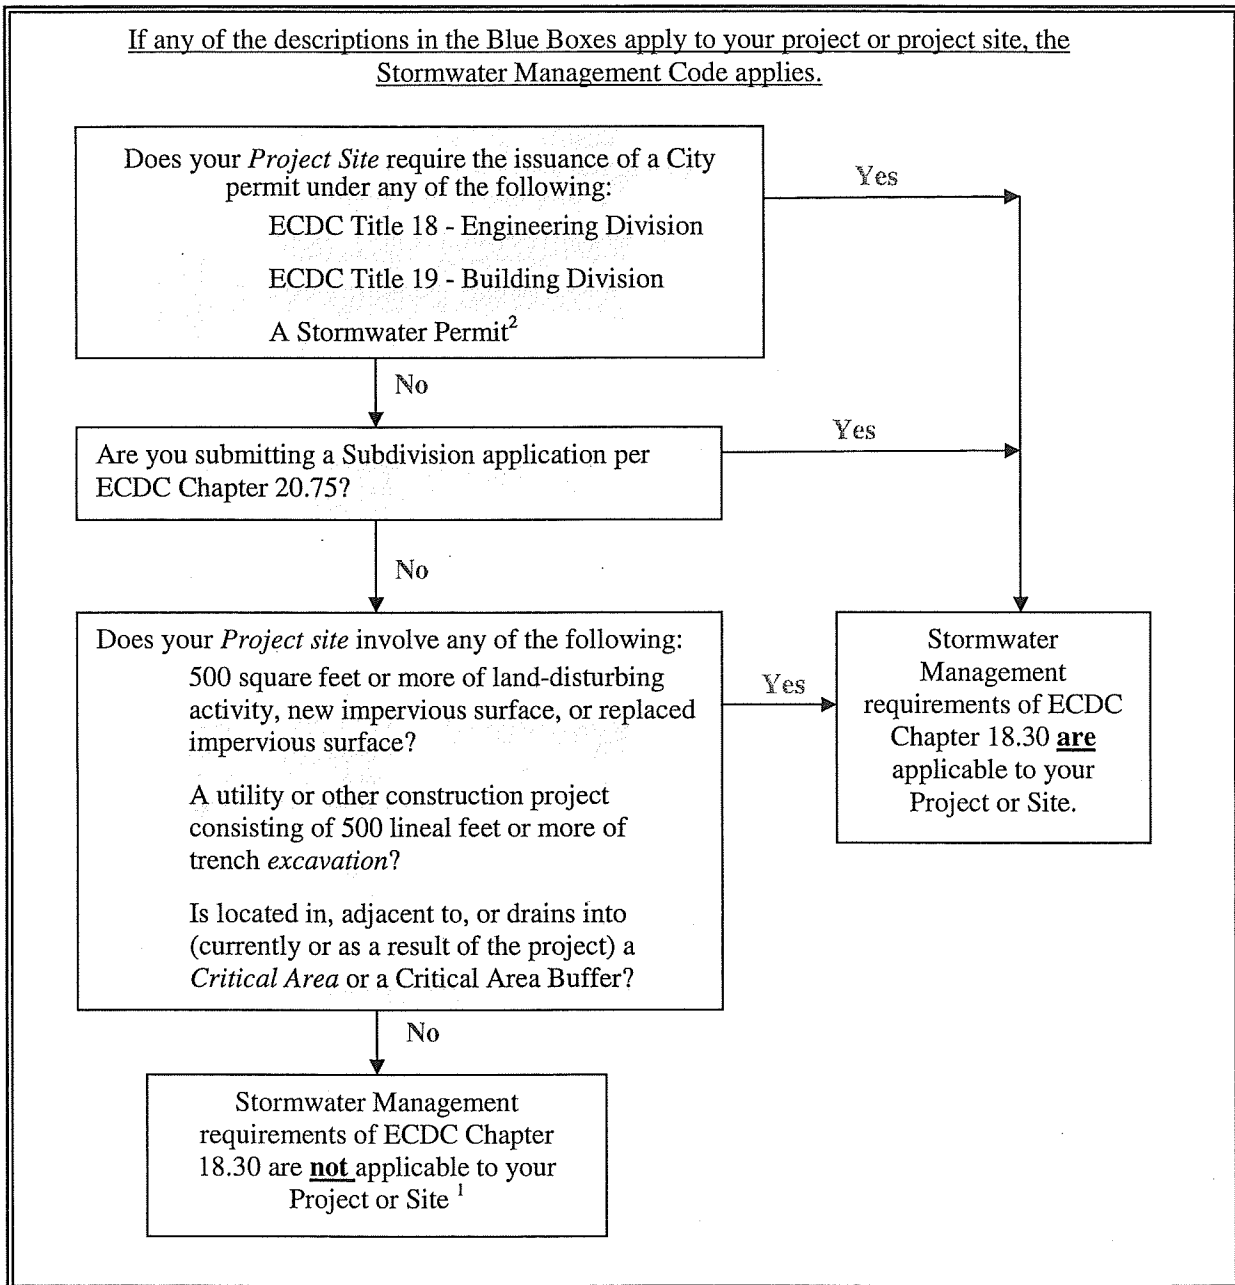 If any of the descriptions in the Blue Boxes apply to your project or project site, the
Stormwater Management Code applies.
Does your Project Site require the issuance of a City
permit under any of the following:
ECDC Title 18 - Engineering Division
ECDC Title 19 - Building Division
A Stormwater Permit2
Yes
No
Are you submitting a Subdivision application per
ECDC Chapter 20.75?
Yes
No
Does your Project site involve any of the following:
500 square feet or more of land-disturbing
activity, new impervious surface, or replaced
impervious surface?
A utility or other construction project
consisting of 500 lineal feet or more of
trench excavation?
Is located in, adjacent to, or drains into
(currently or as a result of the project) a
Critical Area or a Critical Area Buffer?
Yes
Stormwater
Management
requirements of ECDC
Chapter 18.30 are
applicable to your
Project or Site.
No
Stormwater Management
requirements of ECDC Chapter
18.30 are not applicable to your
Project or Site 1